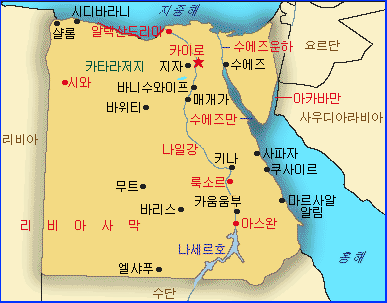 지중해
시디바라니
샬롬
알렉산드리아
카이로
수에즈운하
요르단
카타라저지
지자
수에즈
시와
바니수와이프
아카바만
매개가
바위티
수에즈만
사우디아라비아
리비아
나일강
키나
사파자
쿠사이르
무트
룩소르
바리스
카움움부
마르사알
알림
리비아사막
아스완
나세르호
홍해
엘샤푸
수단